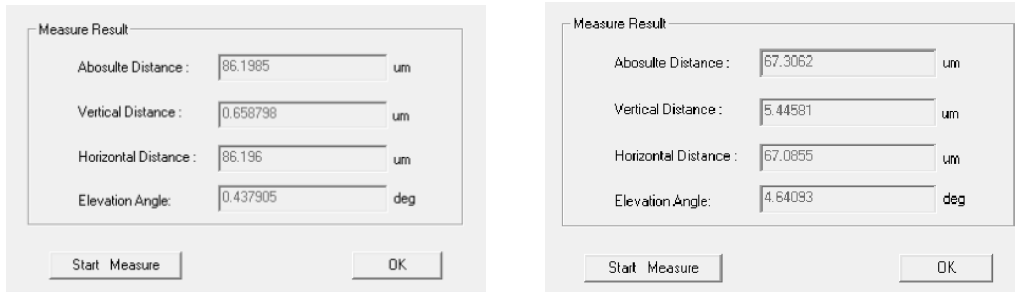 Measure Result
Abosulte Distance : 86.1985 um
Vertical Distance : 0.658798 um
Horizontal Distance : 86.196 um
Elevation Angle: 0.437905 deg
Start Measure OK
Measure Result
Abosulte Distance : 67.3062 um
Vertical Distance : 5.44581 um
Horizontal Distance : 67.0855 um
Elevation Angle: 4.64093 deg
Start Measure OK